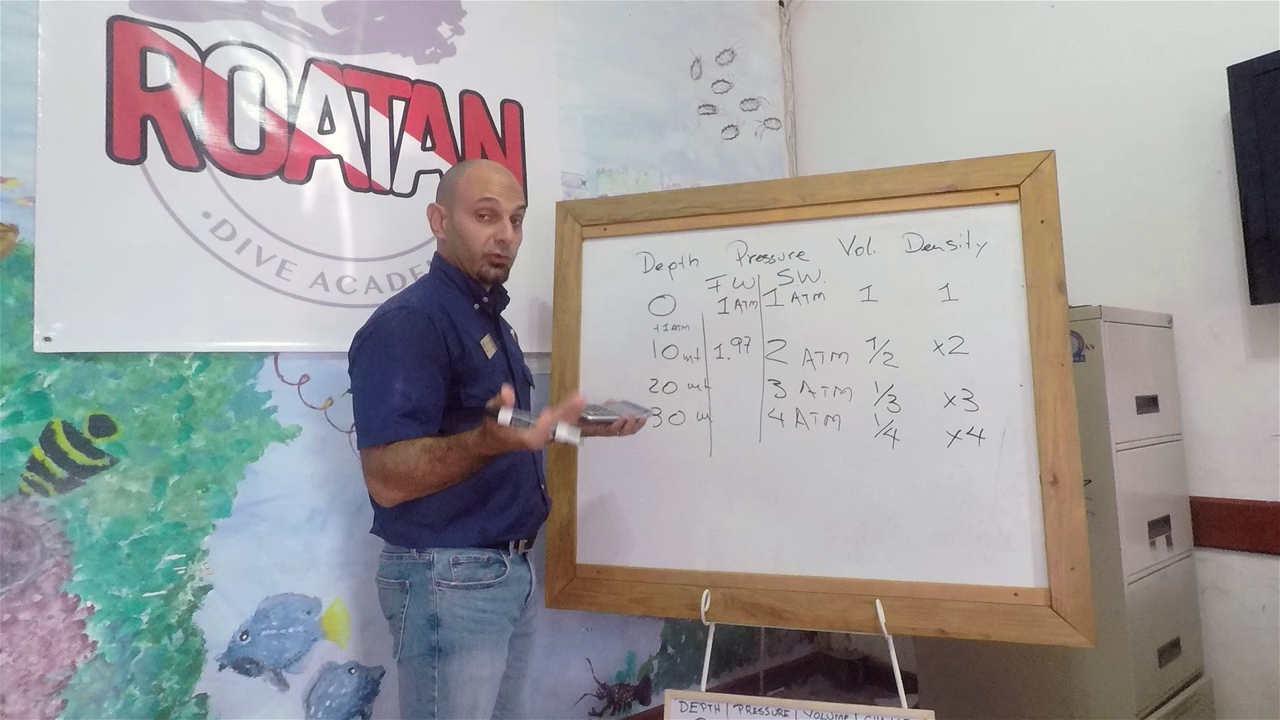 ROATAN
·DIVE ACADE
Depth Pressure Vol. Density
FW SW.
0 1 ATM 1 ATM 1 1
+1 ATM
10 mt 1.97 2 ATM 1/2 x2
20 mt 3 ATM 1/3 x3
30 m 4 ATM 1/4 x4
DEPTH | PRESSURE | VOLUME |